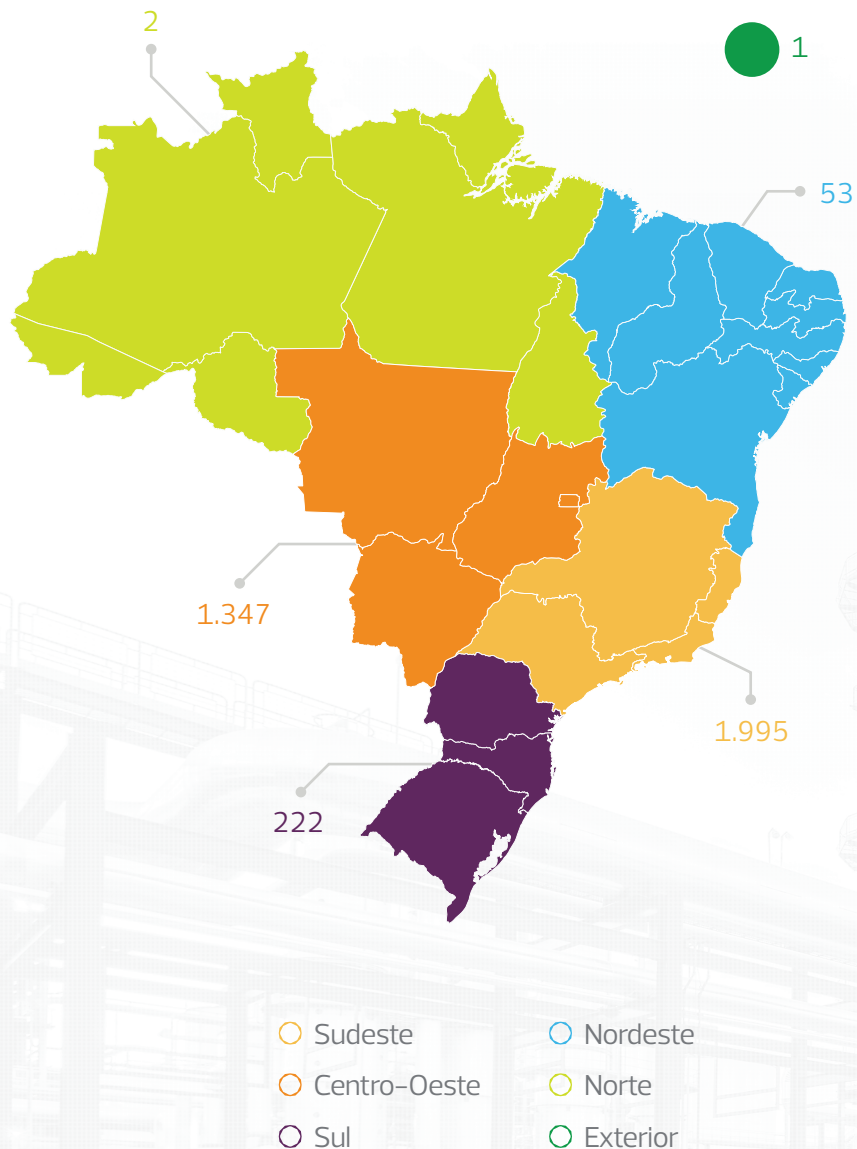 2
1
53
1.347
1.995
222
Sudeste
Nordeste
Centro-Oeste
Norte
Sul
Exterior